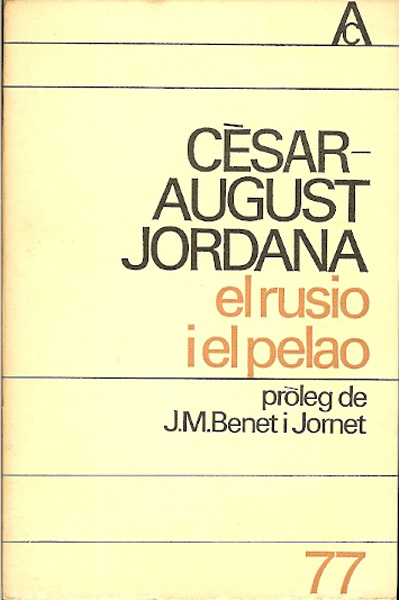 AC
CÈSAR-
AUGUST
JORDANA
el rusio
i el pelao
pròleg de
J.M.Benet i Jornet
77